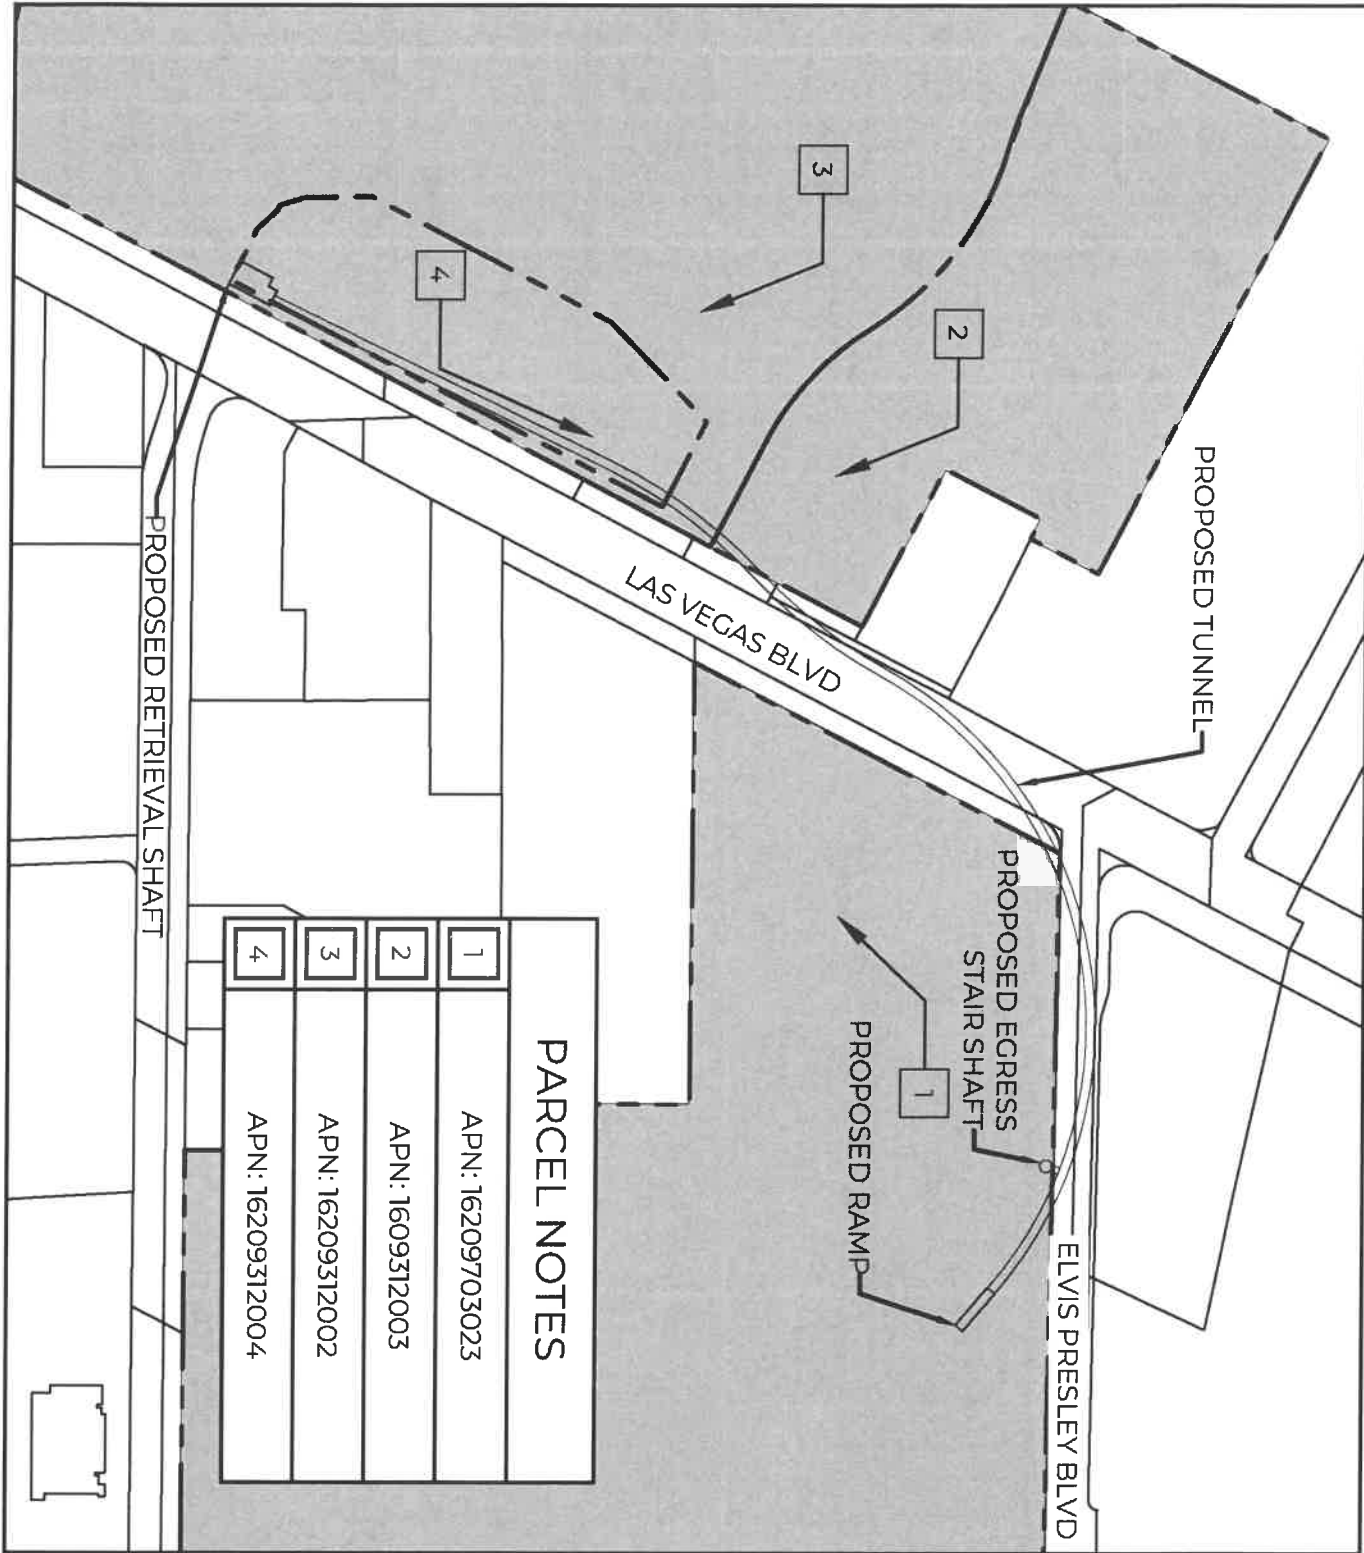 PROPOSED TUNNEL
ELVIS PRESLEY BLVD
PROPOSED EGRESS
STAIR SHAFT
PROPOSED RAMP
LAS VEGAS BLVD
PROPOSED RETRIEVAL SHAFT
1
2
3
4
PARCEL NOTES
1 APN: 16209703023
2 APN: 1609312003
3 APN: 16209312002
4 APN: 16209312004